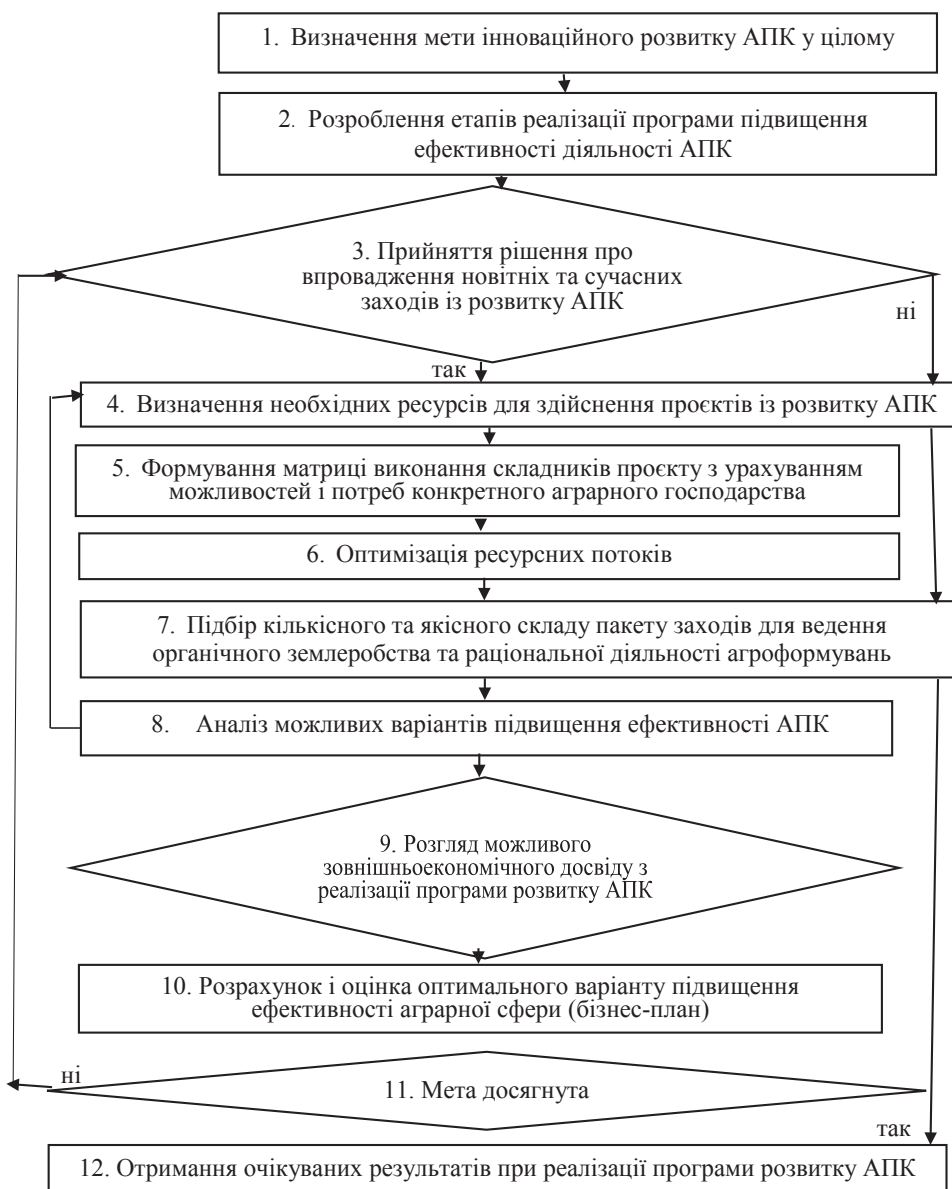 1. Визначення мети інноваційного розвитку АПК у цілому
2. Розроблення етапів реалізації програми підвищення
ефективності діяльності АПК
3. Прийняття рішення про
впровадження новітніх та сучасних
заходів із розвитку АПК
ні
так
4. Визначення необхідних ресурсів для здійснення проєктів із розвитку АПК
5. Формування матриці виконання складників проєкту з урахуванням
можливостей і потреб конкретного аграрного господарства
6. Оптимізація ресурсних потоків
7. Підбір кількісного та якісного складу пакету заходів для ведення
органічного землеробства та раціональної діяльності агроформувань
8. Аналіз можливих варіантів підвищення ефективності АПК
9. Розгляд можливого
зовнішньоекономічного досвіду з
реалізації програми розвитку АПК
10. Розрахунок і оцінка оптимального варіанту підвищення
ефективності аграрної сфери (бізнес-план)
ні
11. Мета досягнута
так
12. Отримання очікуваних результатів при реалізації програми розвитку АПК